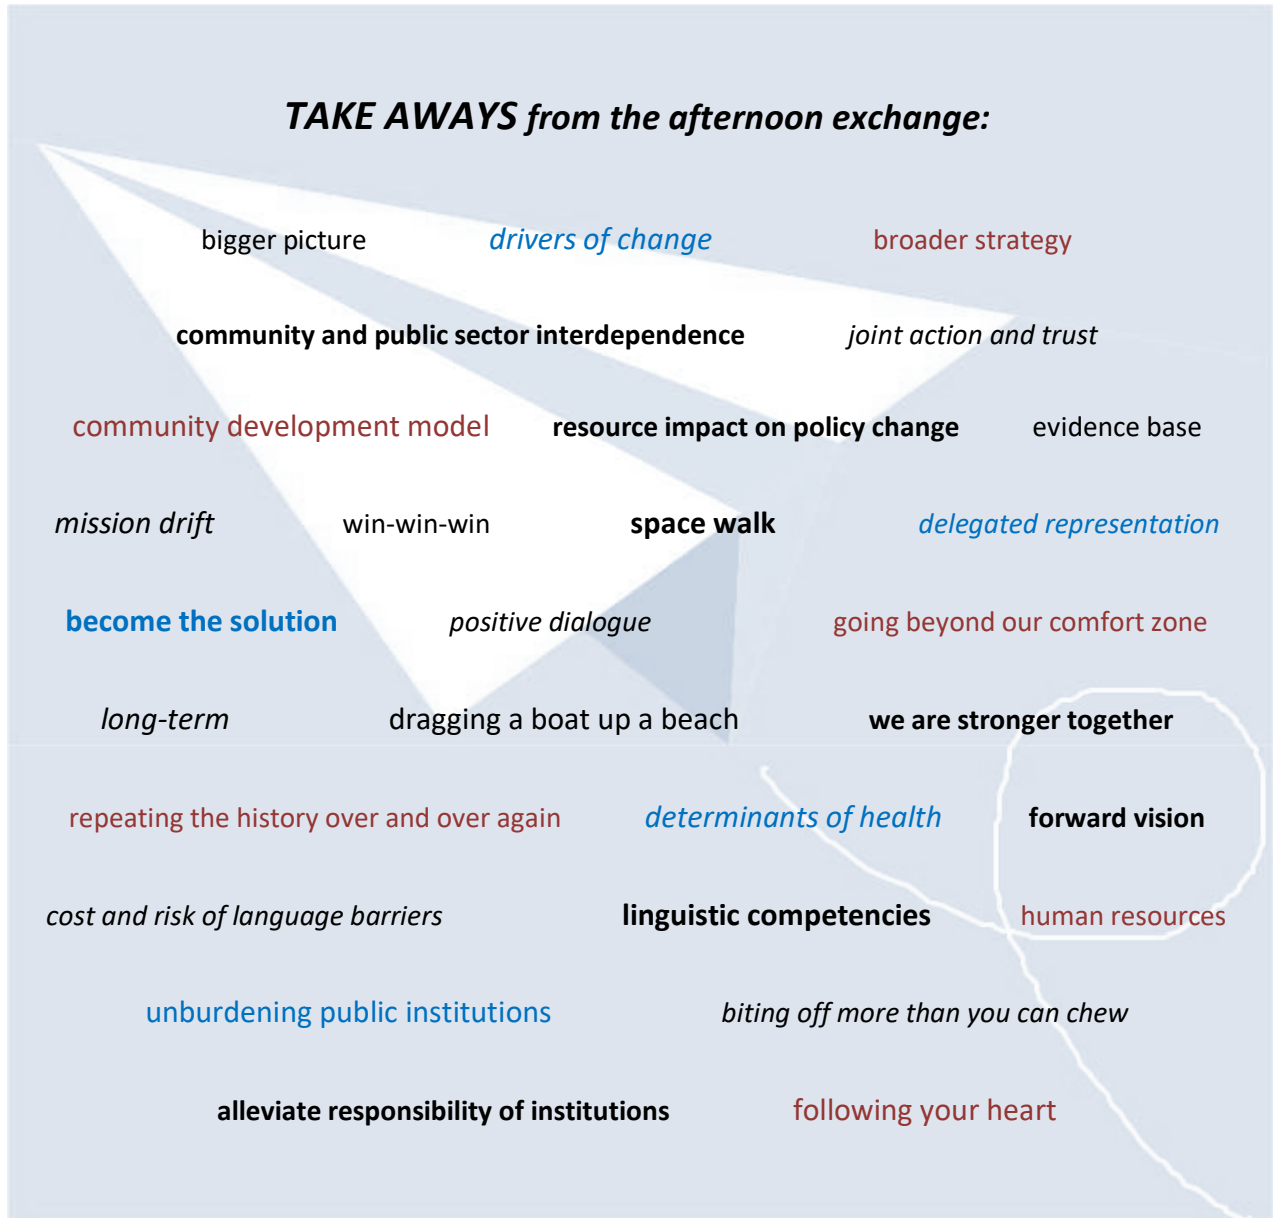 TAKE AWAYS from the afternoon exchange:
bigger picture drivers of change broader strategy
community and public sector interdependence joint action and trust
community development model resource impact on policy change evidence base
mission drift win-win-win space walk delegated representation
become the solution positive dialogue going beyond our comfort zone
long-term dragging a boat up a beach we are stronger together
repeating the history over and over again determinants of health forward vision
cost and risk of language barriers linguistic competencies human resources
unburdening public institutions biting off more than you can chew
alleviate responsibility of institutions following your heart